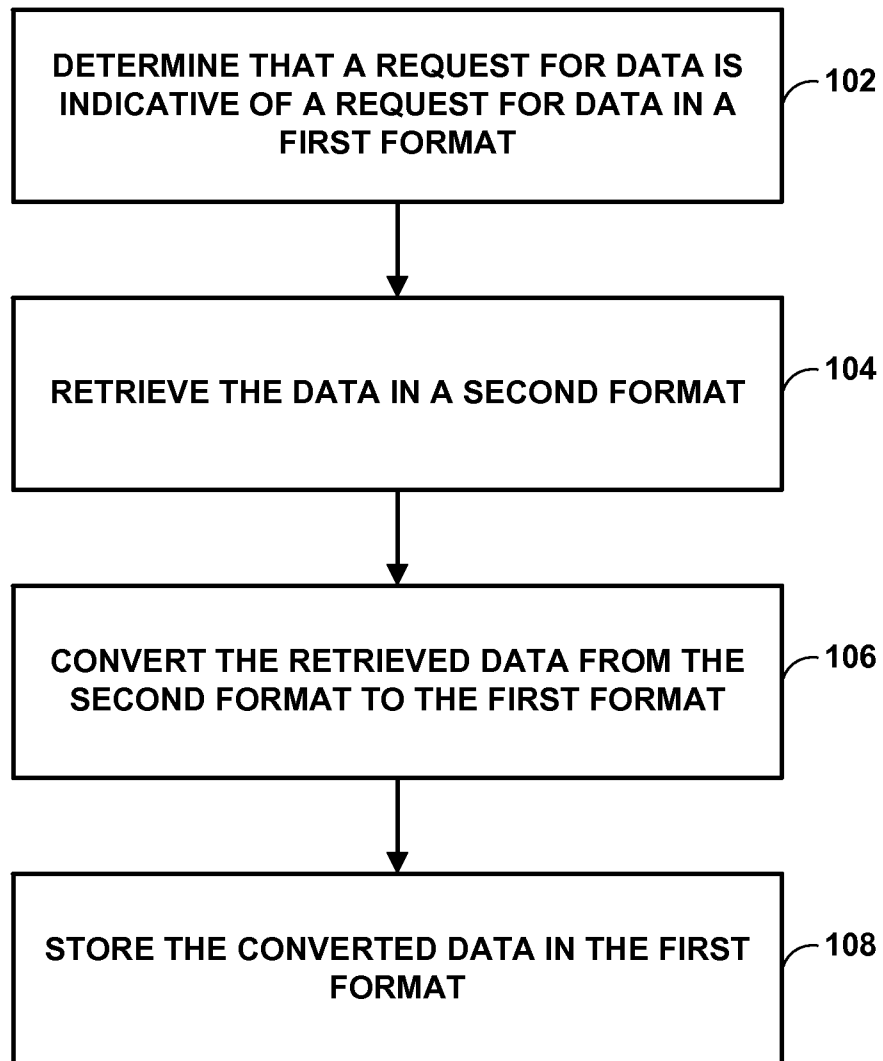 DETERMINE THAT A REQUEST FOR DATA IS
INDICATIVE OF A REQUEST FOR DATA IN A
FIRST FORMAT
102
RETRIEVE THE DATA IN A SECOND FORMAT
104
CONVERT THE RETRIEVED DATA FROM THE
SECOND FORMAT TO THE FIRST FORMAT
106
STORE THE CONVERTED DATA IN THE FIRST
FORMAT
108